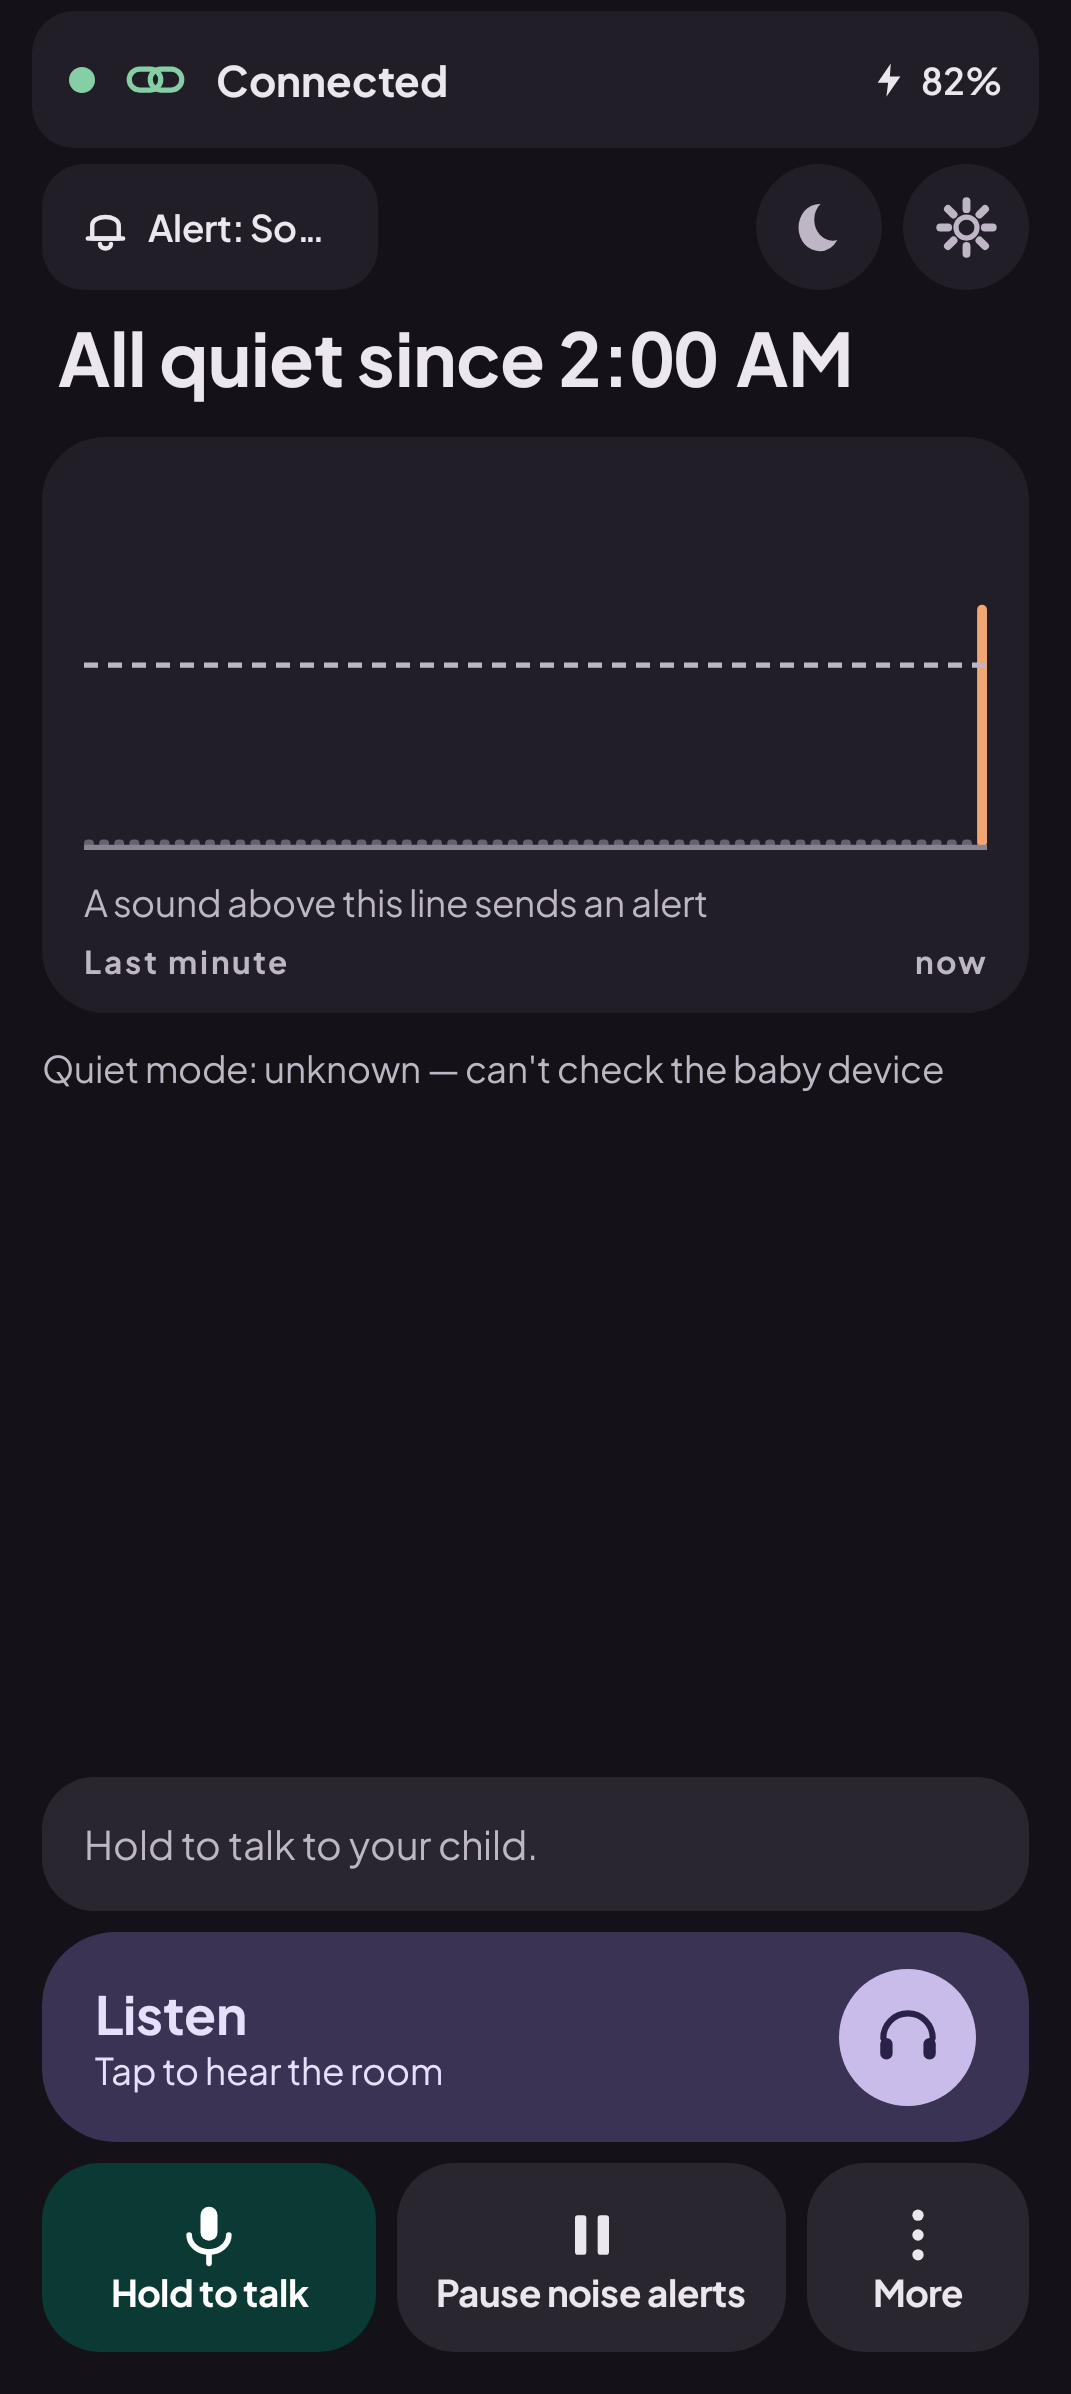 Connected
82%
Alert: So...
All quiet since 2:00 AM
A sound above this line sends an alert
Last minute
now
Quiet mode: unknown — can't check the baby device
Hold to talk to your child.
Listen
Tap to hear the room
Hold to talk
Pause noise alerts
More